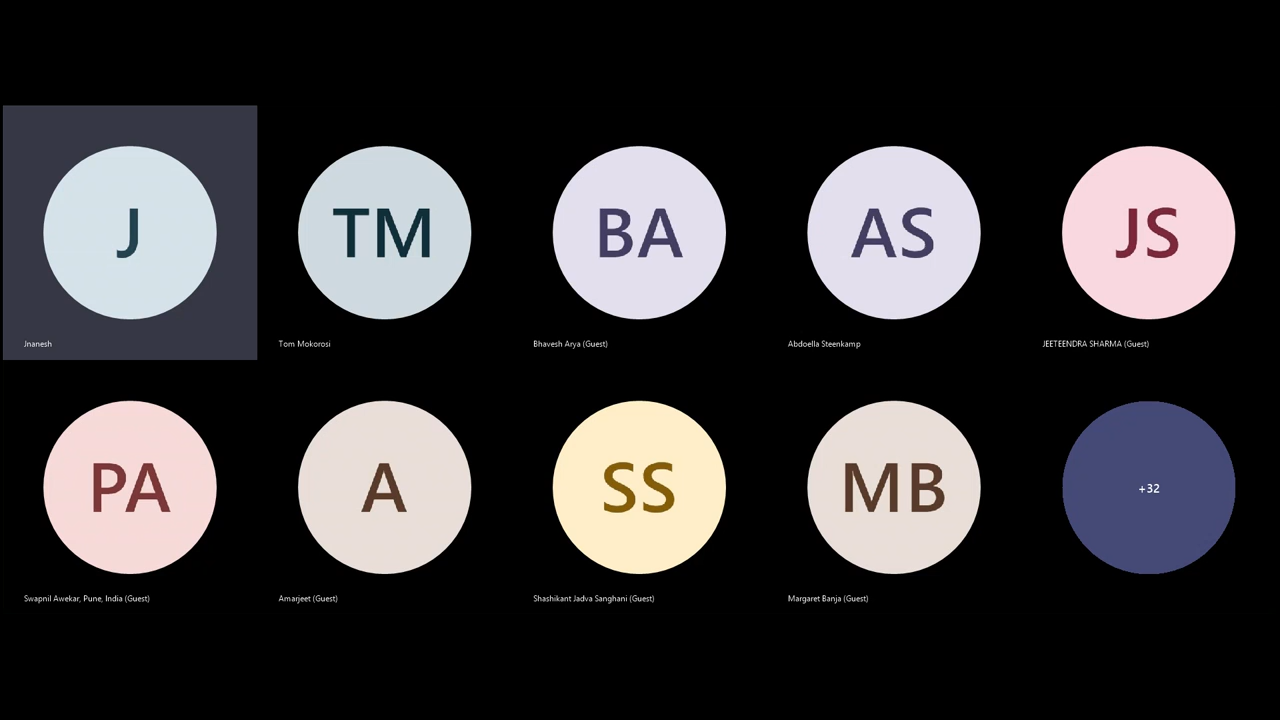 J
TM
BA
AS
JS
Jnanesh
Tom Mokorosi
Bhavesh Arya (Guest)
Abdoella Steenkamp
JEETEENDRA SHARMA (Guest)
PA
A
SS
MB
+32
Swapnil Awekar, Pune, India (Guest)
Amarjeet (Guest)
Shashikant Jadva Sanghani (Guest)
Margaret Banja (Guest)